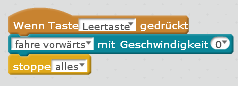 Wenn Taste Leertaste gedrückt
fahre vorwärts mit Geschwindigkeit 0
stoppe alles